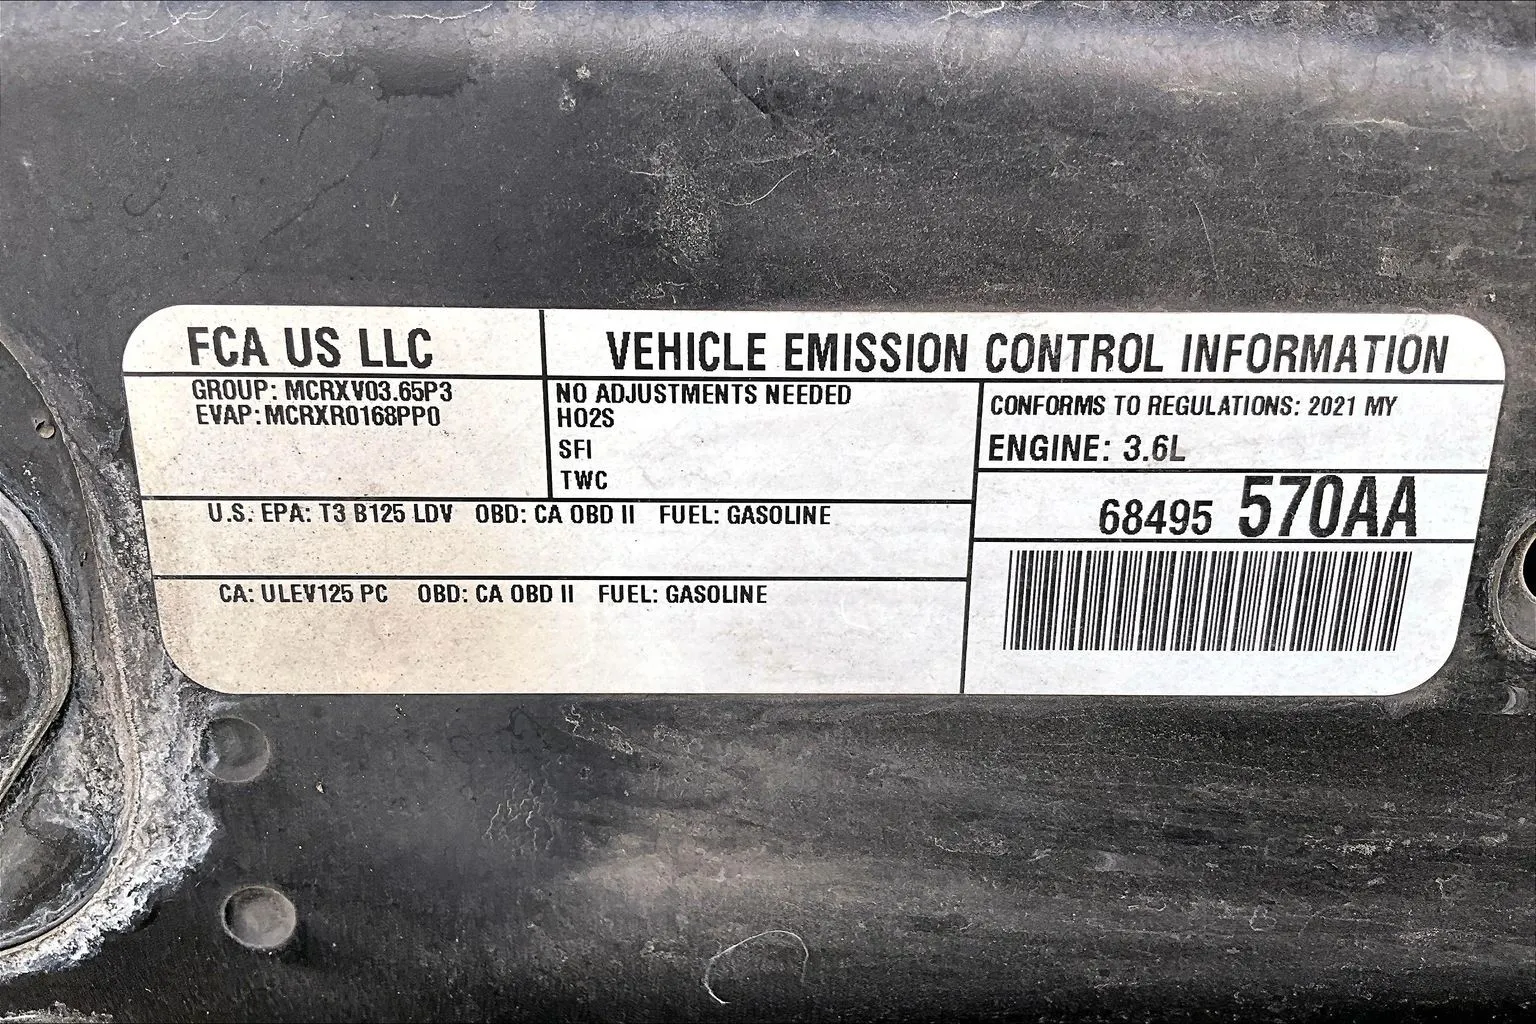 FCA US LLC
VEHICLE EMISSION CONTROL INFORMATION
GROUP: MCRXV03.65P3
EVAP: MCRXR0168PP0
NO ADJUSTMENTS NEEDED
HO2S
SFI
TWC
CONFORMS TO REGULATIONS: 2021 MY
ENGINE: 3.6L
68495 570AA
U.S. EPA: T3 B125 LDV OBD: CA OBD II FUEL: GASOLINE
CA: ULEV125 PC OBD: CA OBD II FUEL: GASOLINE